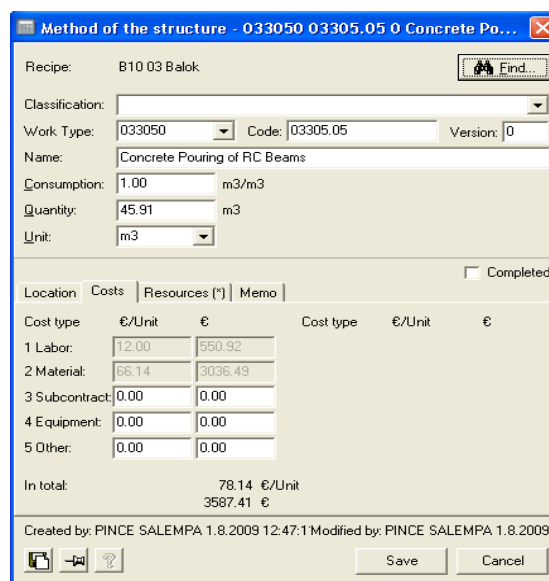 Method of the structure - 033050 03305.05 0 Concrete Po...
Recipe: B10 03 Balok Find...
Classification:
Work Type: 033050 Code: 03305.05 Version: 0
Name: Concrete Pouring of RC Beams
Consumption: 1.00 m3/m3
Quantity: 45.91 m3
Unit: m3
Completed
Location Costs Resources (*) Memo
Cost type €/Unit € Cost type €/Unit €
1 Labor: 12.00 550.92
2 Material: 66.14 3036.49
3 Subcontract: 0.00 0.00
4 Equipment: 0.00 0.00
5 Other: 0.00 0.00
In total: 78.14 €/Unit
3587.41 €
Created by: PINCE SALEMPA 1.8.2009 12:47:1 Modified by: PINCE SALEMPA 1.8.2009
Save Cancel